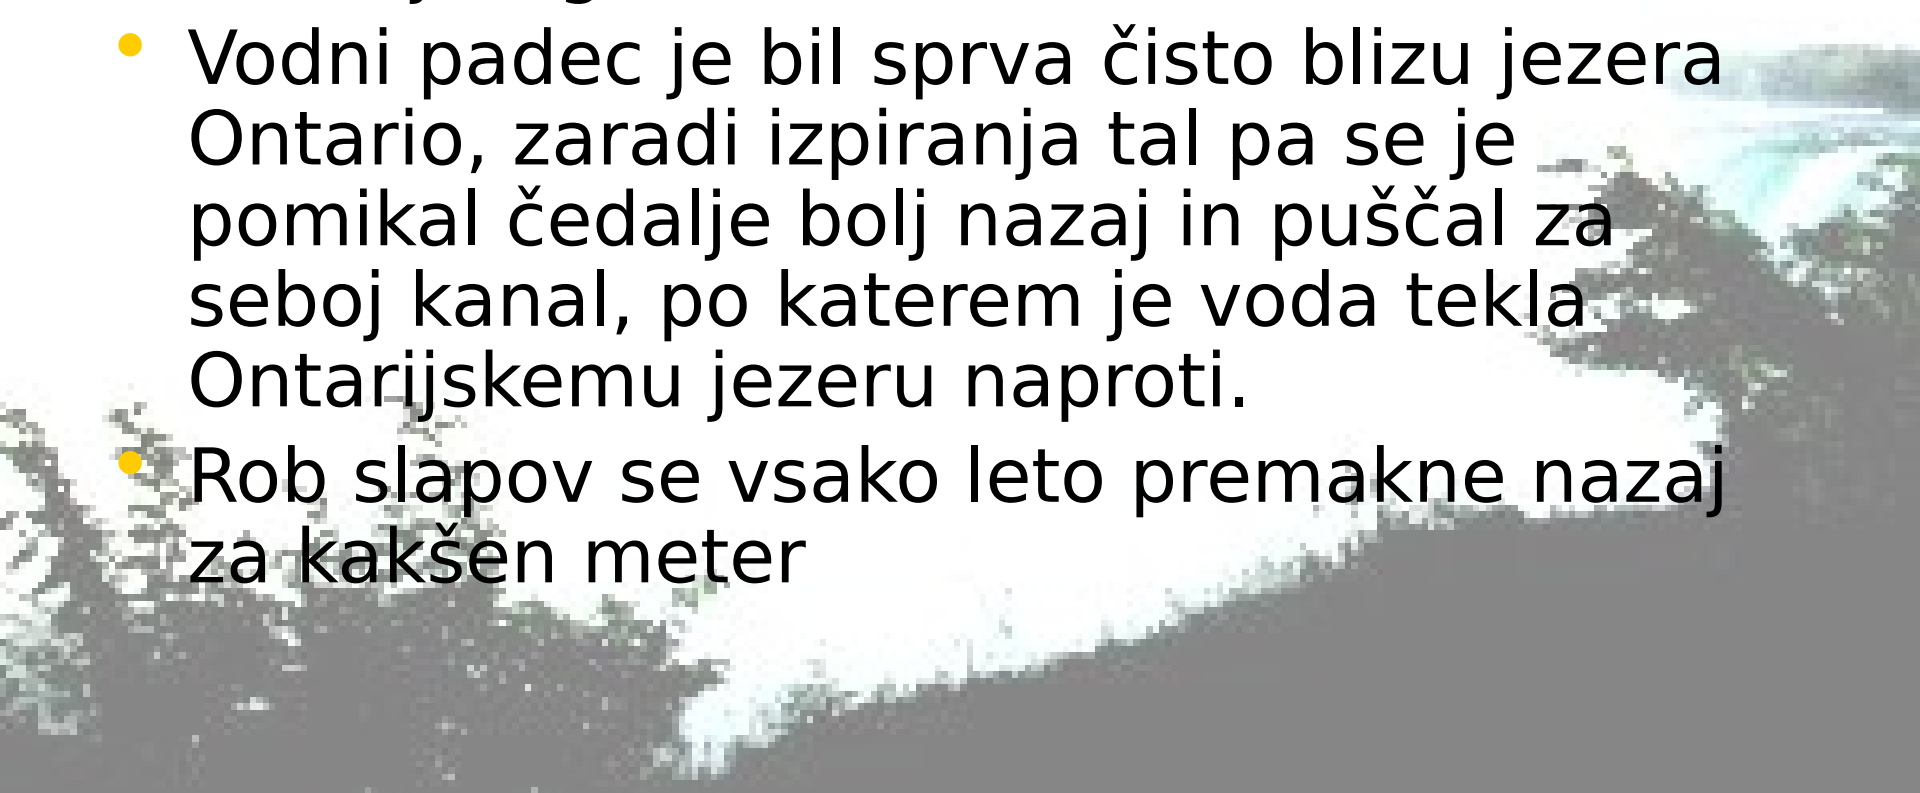 Vodni padec je bil sprva čisto blizu jezera
Ontario, zaradi izpiranja tal pa se je
pomikal čedalje bolj nazaj in puščal za
seboj kanal, po katerem je voda tekla
Ontarijskemu jezeru naproti.
Rob slapov se vsako leto premakne nazaj
za kakšen meter